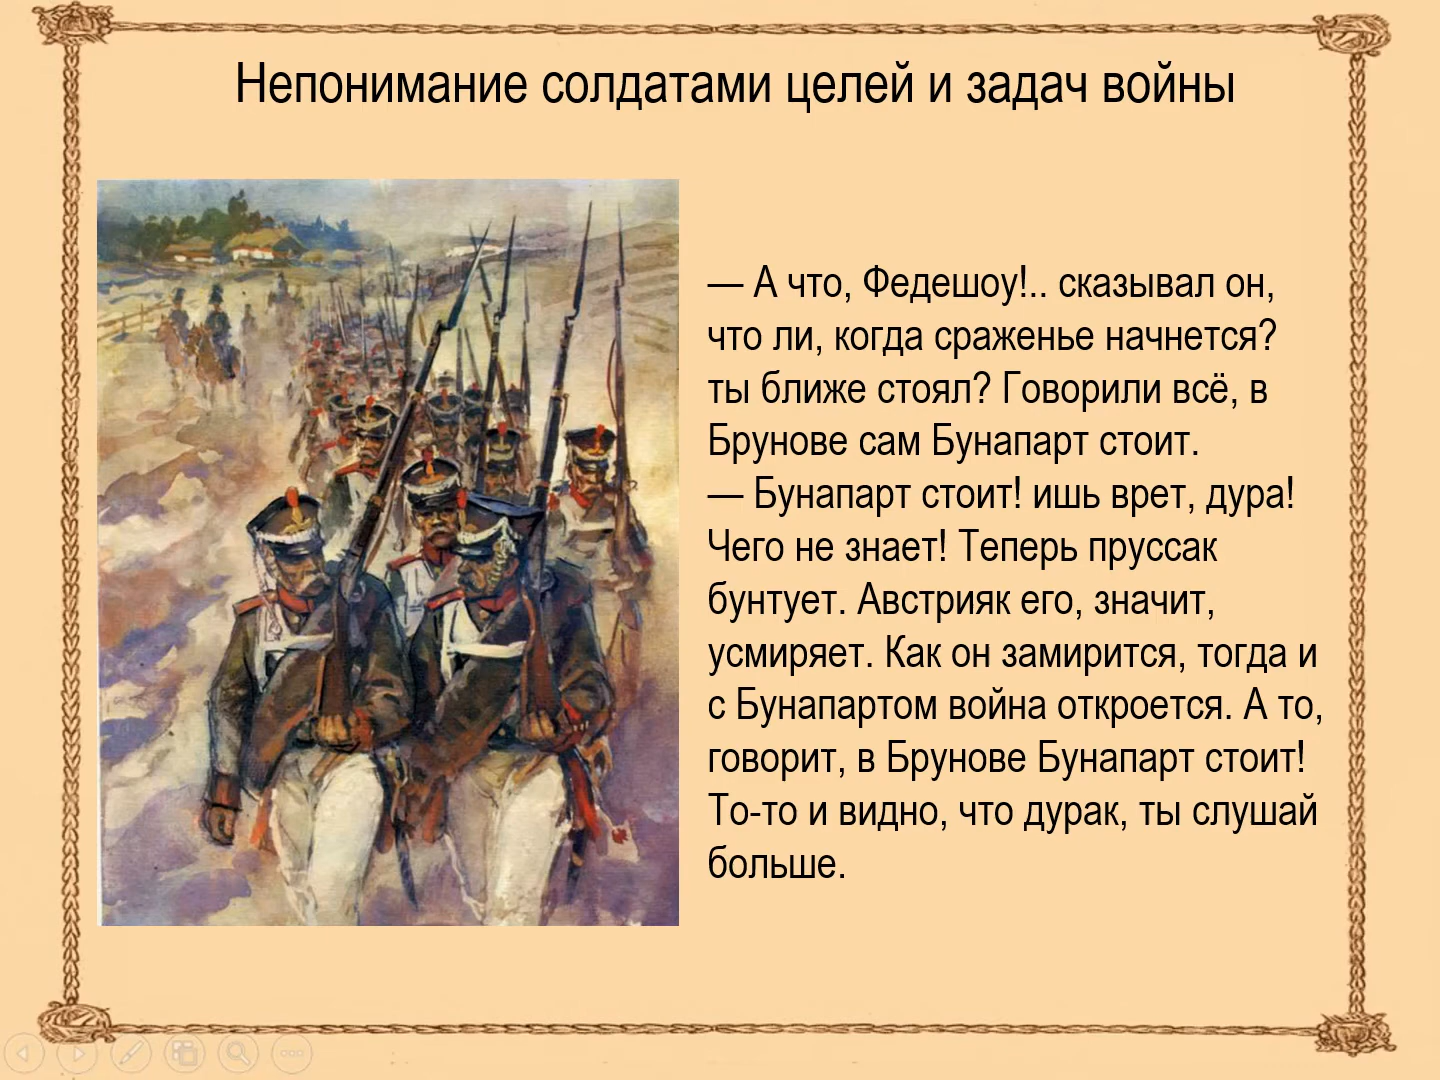 Непонимание солдатами целей и задач войны
— А что, Федешоу!.. сказывал он,
что ли, когда сраженье начнется?
ты ближе стоял? Говорили всё, в
Брунове сам Бунапарт стоит.
— Бунапарт стоит! ишь врет, дура!
Чего не знает! Теперь пруссак
бунтует. Австрияк его, значит,
усмиряет. Как он замирится, тогда и
с Бунапартом война откроется. А то,
говорит, в Брунове Бунапарт стоит!
То-то и видно, что дурак, ты слушай
больше.